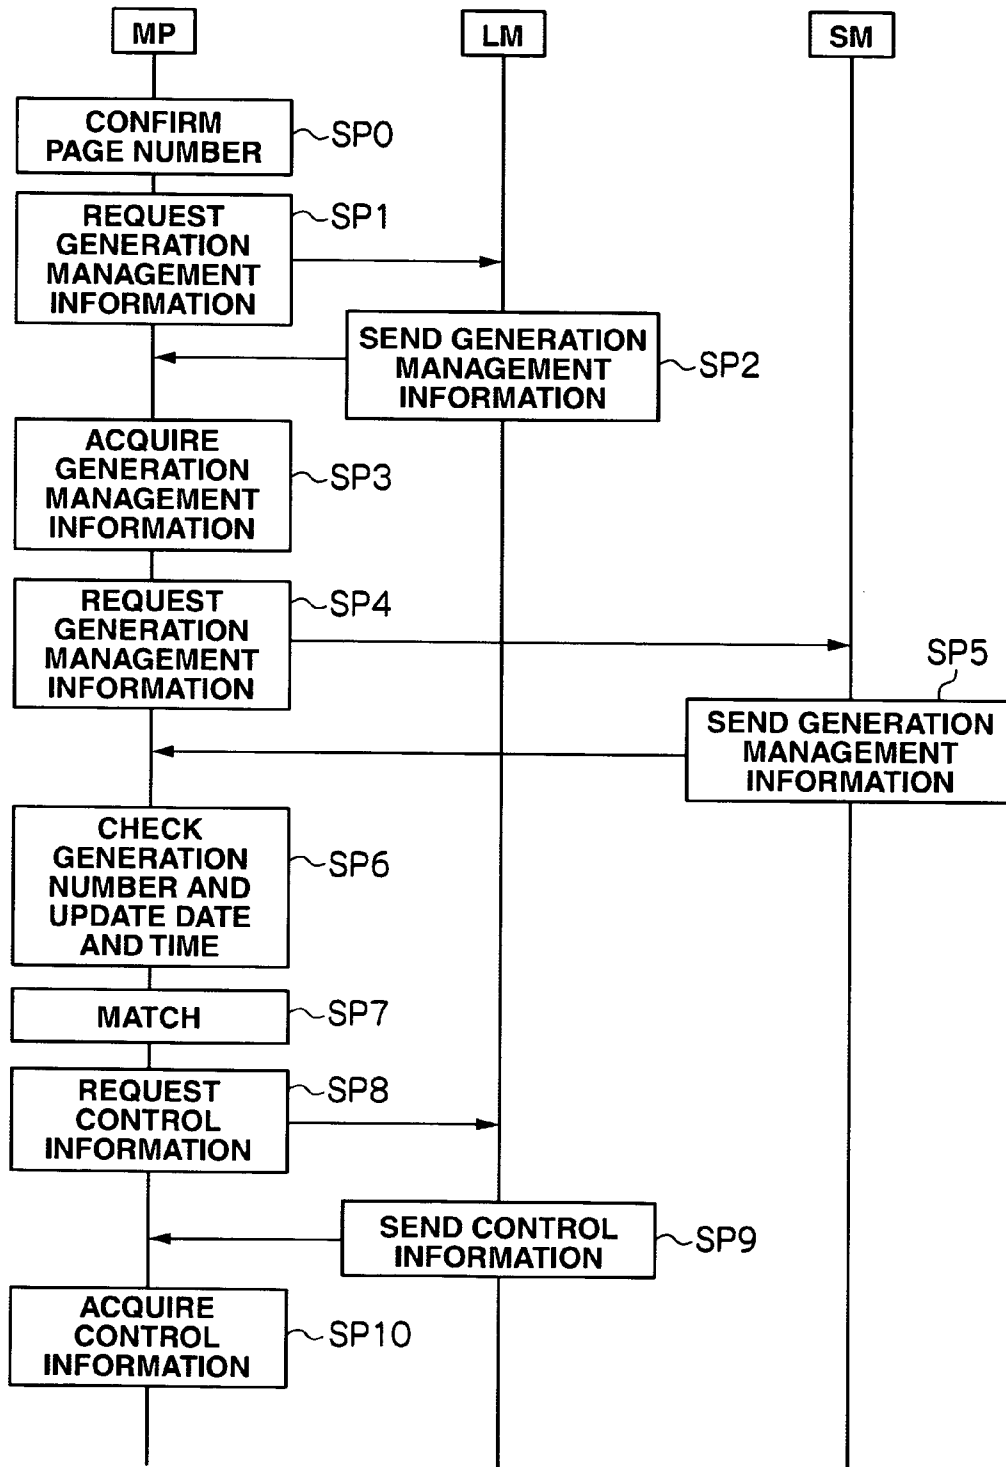 MP
LM
SM
CONFIRM
PAGE NUMBER
SP0
REQUEST
GENERATION
MANAGEMENT
INFORMATION
SP1
SEND GENERATION
MANAGEMENT
INFORMATION
SP2
ACQUIRE
GENERATION
MANAGEMENT
INFORMATION
SP3
REQUEST
GENERATION
MANAGEMENT
INFORMATION
SP4
SP5
SEND GENERATION
MANAGEMENT
INFORMATION
CHECK
GENERATION
NUMBER AND
UPDATE DATE
AND TIME
SP6
MATCH
SP7
REQUEST
CONTROL
INFORMATION
SP8
SEND CONTROL
INFORMATION
SP9
ACQUIRE
CONTROL
INFORMATION
SP10